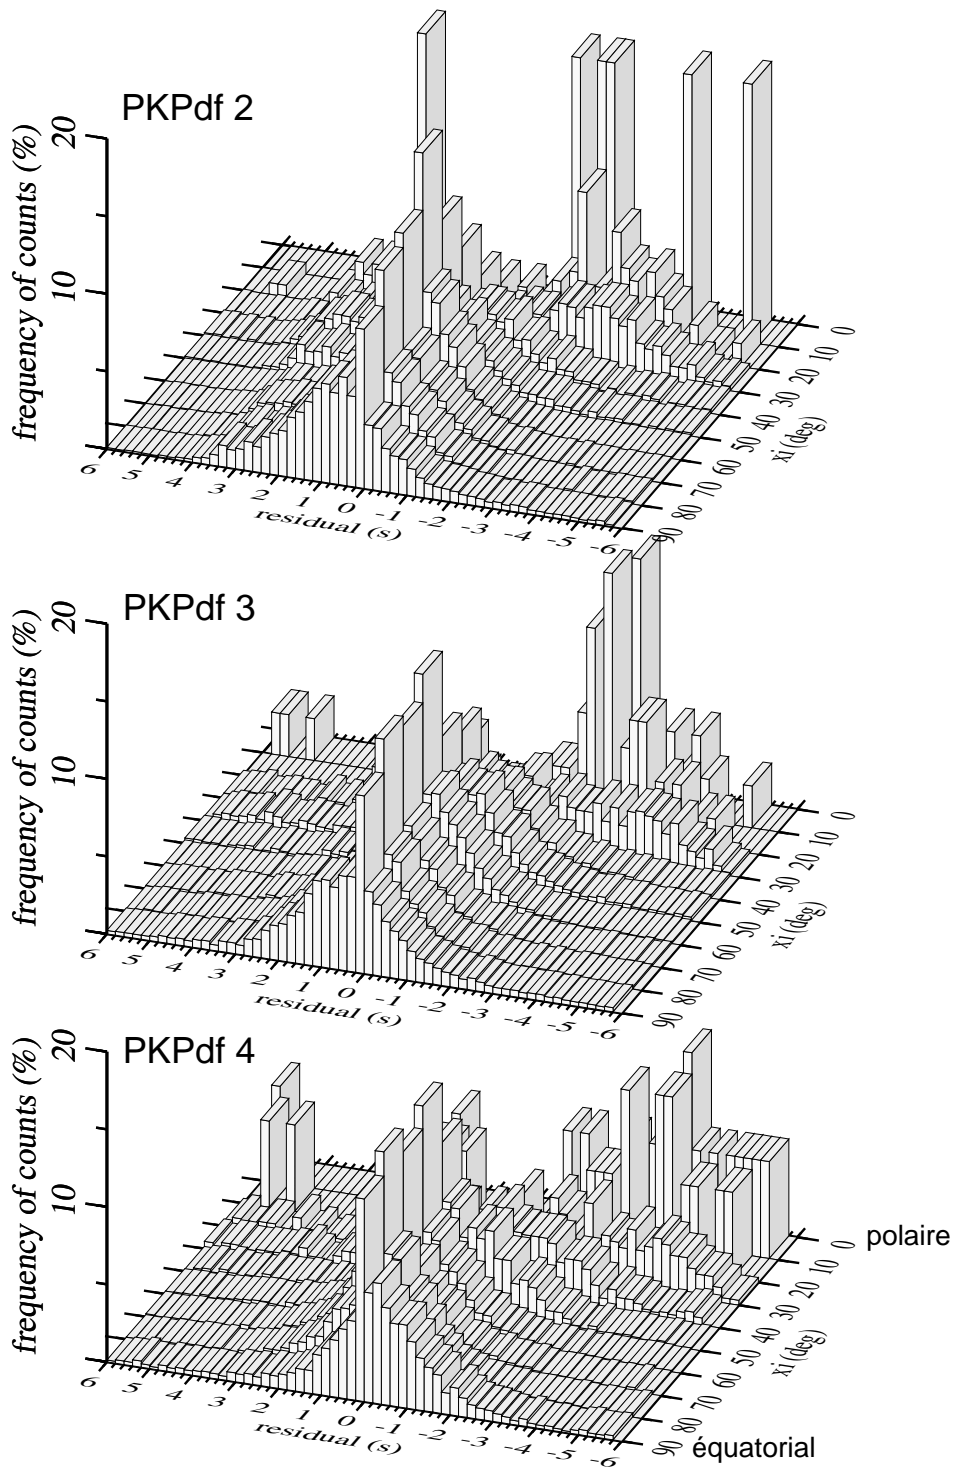 PKPdf 2
frequency of counts (%)
20
10
6 5 4 3 2 1 0 -1 -2 -3 -4 -5 -6
residual (s)
0 10 20 30 40 50 60 70 80 90
xi (deg)
PKPdf 3
frequency of counts (%)
20
10
6 5 4 3 2 1 0 -1 -2 -3 -4 -5 -6
residual (s)
0 10 20 30 40 50 60 70 80 90
xi (deg)
PKPdf 4
frequency of counts (%)
20
10
6 5 4 3 2 1 0 -1 -2 -3 -4 -5 -6
residual (s)
0 10 20 30 40 50 60 70 80 90
xi (deg)
polaire
équatorial